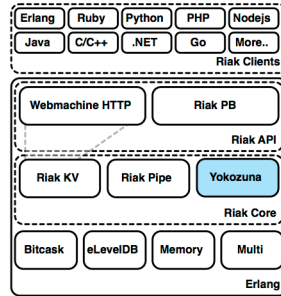 Erlang Ruby Python PHP Nodejs
Java C/C++ .NET Go More..
Riak Clients
Webmachine HTTP Riak PB
Riak API
Riak KV Riak Pipe Yokozuna
Riak Core
Bitcask eLevelDB Memory Multi
Erlang